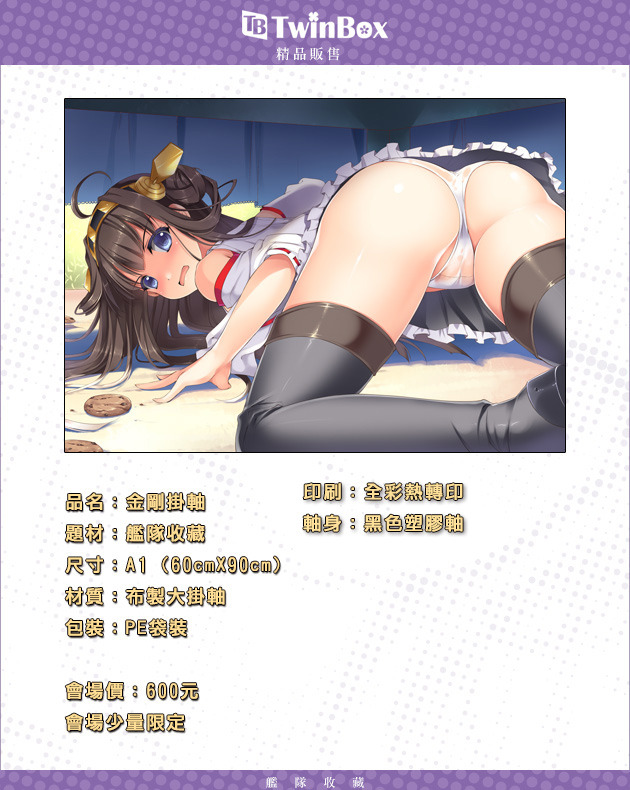 TB TwinBox
精品販售
品名：金剛掛軸
題材：艦隊收藏
尺寸：A1 (60cmX90cm)
材質：布製大掛軸
包裝：PE袋裝
印刷：全彩熱轉印
軸身：黑色塑膠軸
會場價：600元
會場少量限定
艦隊收藏